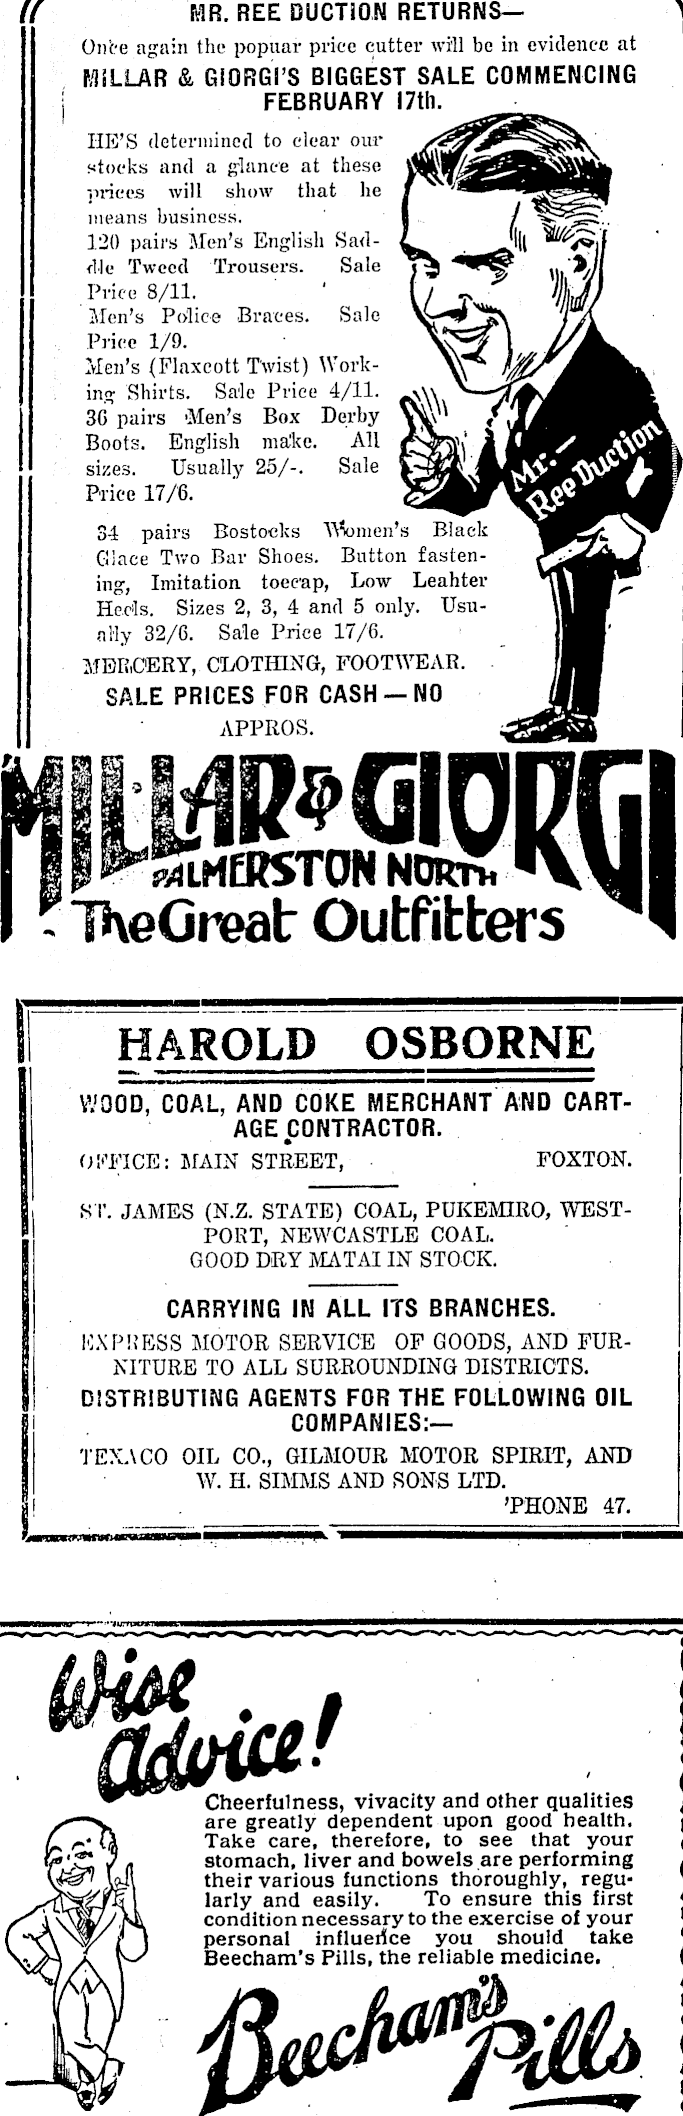 MR. REE DUCTION RETURNS—
Once again the popuar price cutter will be in evidence at
MILLAR & GIORGI'S BIGGEST SALE COMMENCING
FEBRUARY 17th.
HE'S determined to clear our
stocks and a glance at these
prices will show that he
means business.
120 pairs Men's English Sad-
dle Tweed Trousers. Sale
Price 8/11.
Men's Police Braces. Sale
Price 1/9.
Men's (Flaxcott Twist) Work-
ing Shirts. Sale Price 4/11.
36 pairs Men's Box Derby
Boots. English make. All
sizes. Usually 25/-. Sale
Price 17/6.
Mr.—
Ree Duction
34 pairs Bostocks Women's Black
Glace Two Bar Shoes. Button fasten-
ing, Imitation toecap, Low Leahter
Heels. Sizes 2, 3, 4 and 5 only. Usu-
ally 32/6. Sale Price 17/6.
MERCERY, CLOTHING, FOOTWEAR.
SALE PRICES FOR CASH — NO
APPROS.
MILLAR & GIORGI
PALMERSTON NORTH
The Great Outfitters
HAROLD OSBORNE
WOOD, COAL, AND COKE MERCHANT AND CART-
AGE CONTRACTOR.
OFFICE: MAIN STREET, FOXTON.
ST. JAMES (N.Z. STATE) COAL, PUKEMIRO, WEST-
PORT, NEWCASTLE COAL.
GOOD DRY MATAI IN STOCK.
CARRYING IN ALL ITS BRANCHES.
EXPRESS MOTOR SERVICE OF GOODS, AND FUR-
NITURE TO ALL SURROUNDING DISTRICTS.
DISTRIBUTING AGENTS FOR THE FOLLOWING OIL
COMPANIES:—
TEXACO OIL CO., GILMOUR MOTOR SPIRIT, AND
W. H. SIMMS AND SONS LTD.
'PHONE 47.
Wise
Advice!
Cheerfulness, vivacity and other qualities
are greatly dependent upon good health.
Take care, therefore, to see that your
stomach, liver and bowels are performing
their various functions thoroughly, regu-
larly and easily. To ensure this first
condition necessary to the exercise of your
personal influence you should take
Beecham's Pills, the reliable medicine.
Beecham's
Pills